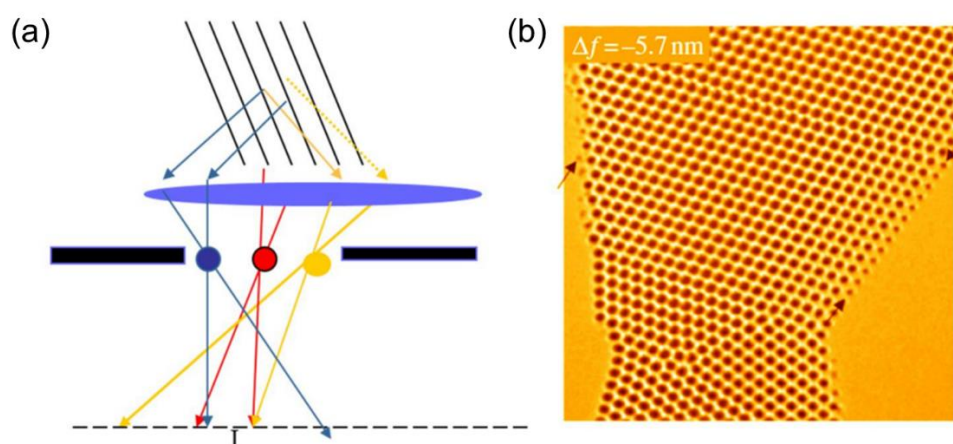 (a)
(b)
Δf = –5.7 nm
I